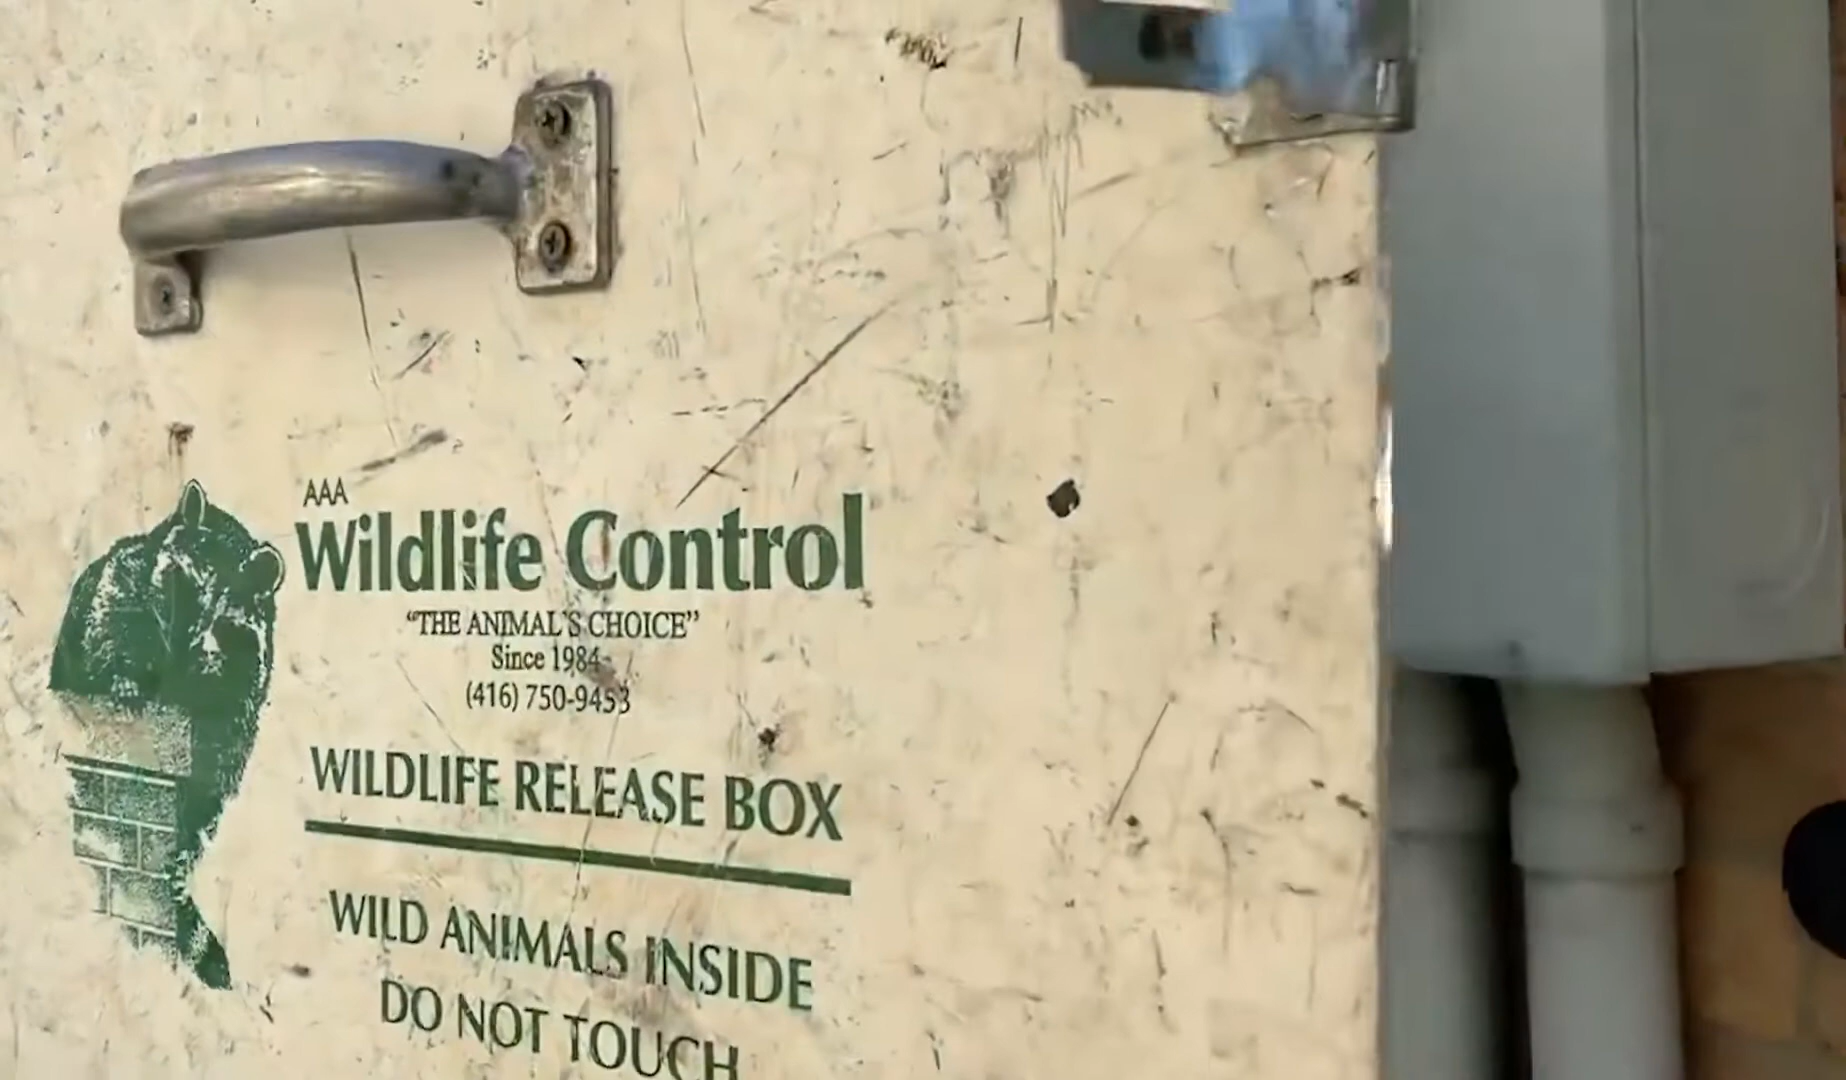 AAA
Wildlife Control
“THE ANIMAL'S CHOICE”
Since 1984
(416) 750-9453
WILDLIFE RELEASE BOX
WILD ANIMALS INSIDE
DO NOT TOUCH